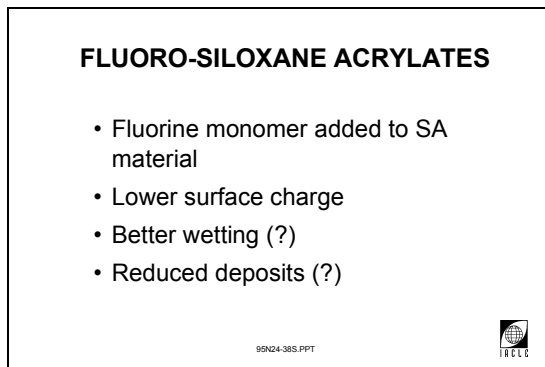 FLUORO-SILOXANE ACRYLATES
• Fluorine monomer added to SA
material
• Lower surface charge
• Better wetting (?)
• Reduced deposits (?)
95N24-38S.PPT
IACLE